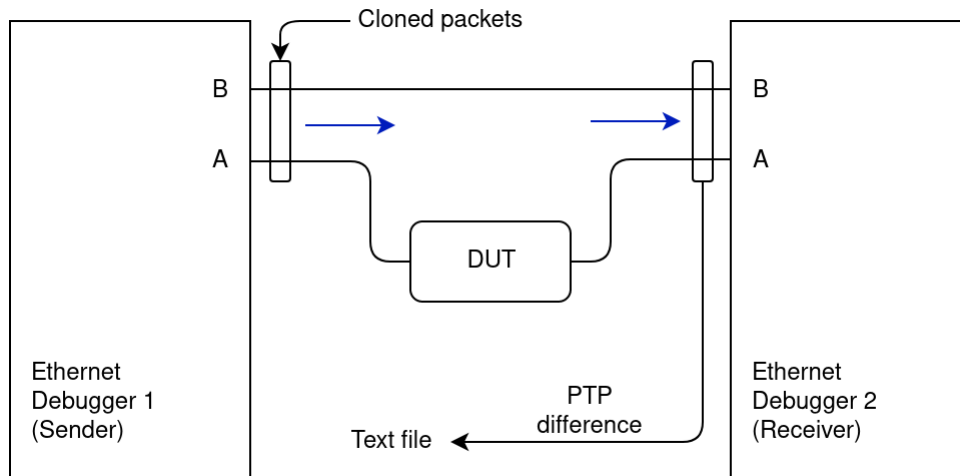 Cloned packets
B
B
A
A
DUT
Ethernet
Debugger 1
(Sender)
PTP
difference
Text file
Ethernet
Debugger 2
(Receiver)